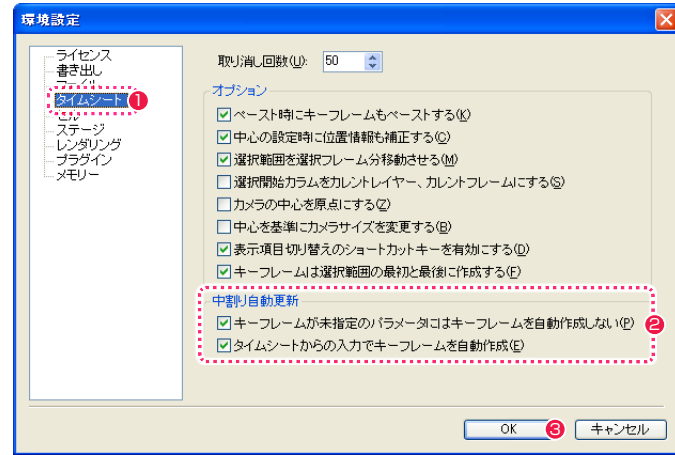 環境設定
ライセンス
書き出し
タイムシート
1
セル
ステージ
レンダリング
プラグイン
メモリー
取り消し回数(U): 50
オプション
ペースト時にキーフレームもペーストする(K)
中心の設定時に位置情報も補正する(C)
選択範囲を選択フレーム分移動させる(M)
選択開始カラムをカレントレイヤー、カレントフレームにする(S)
カメラの中心を原点にする(Z)
中心を基準にカメラサイズを変更する(B)
表示項目切り替えのショートカットキーを有効にする(D)
キーフレームは選択範囲の最初と最後に作成する(F)
中割り自動更新
キーフレームが未指定のパラメータにはキーフレームを自動作成しない(P)
2
タイムシートからの入力でキーフレームを自動作成(E)
OK
3
キャンセル